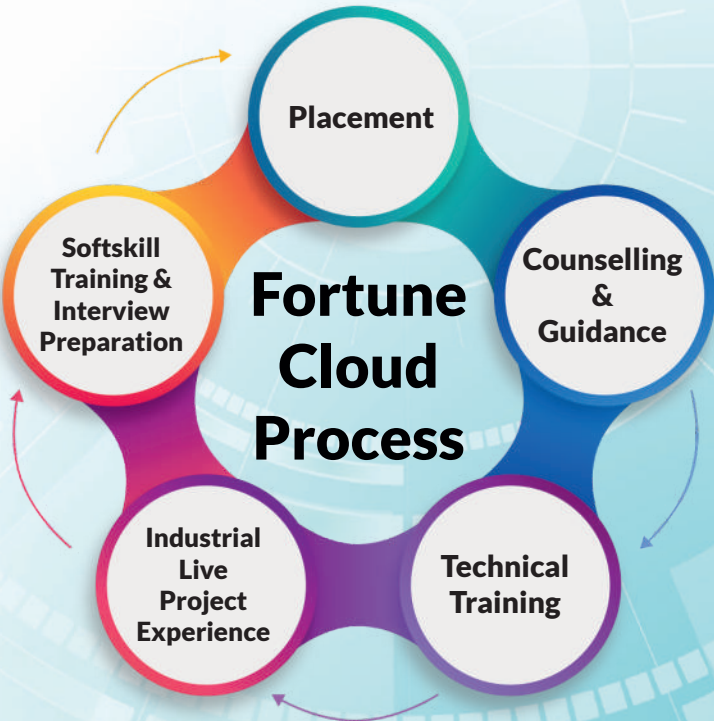 Placement
Counselling
&
Guidance
Softskill
Training &
Interview
Preparation
Fortune
Cloud
Process
Technical
Training
Industrial
Live
Project
Experience